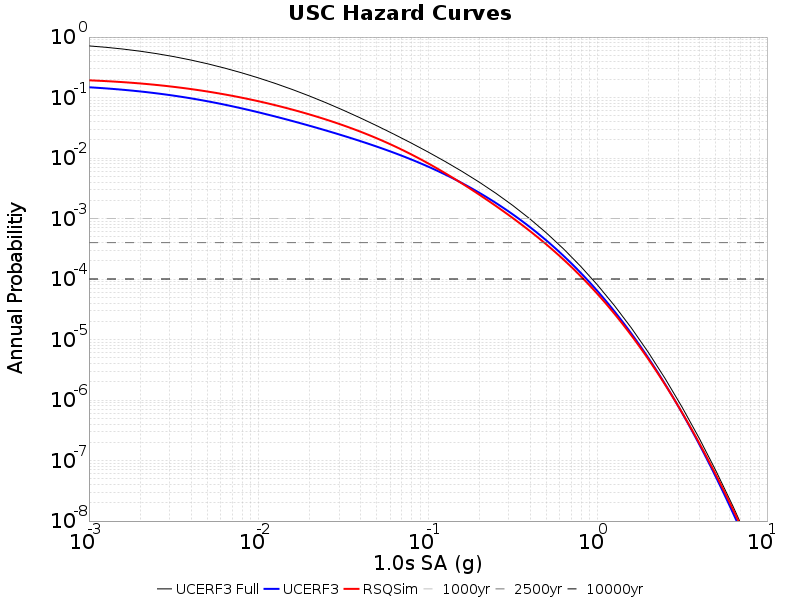 USC Hazard Curves
Annual Probabilitiy
10^0
10^-1
10^-2
10^-3
10^-4
10^-5
10^-6
10^-7
10^-8
10^-3 10^-2 10^-1 10^0 10^1
1.0s SA (g)
UCERF3 Full UCERF3 RSQSim 1000yr 2500yr 10000yr